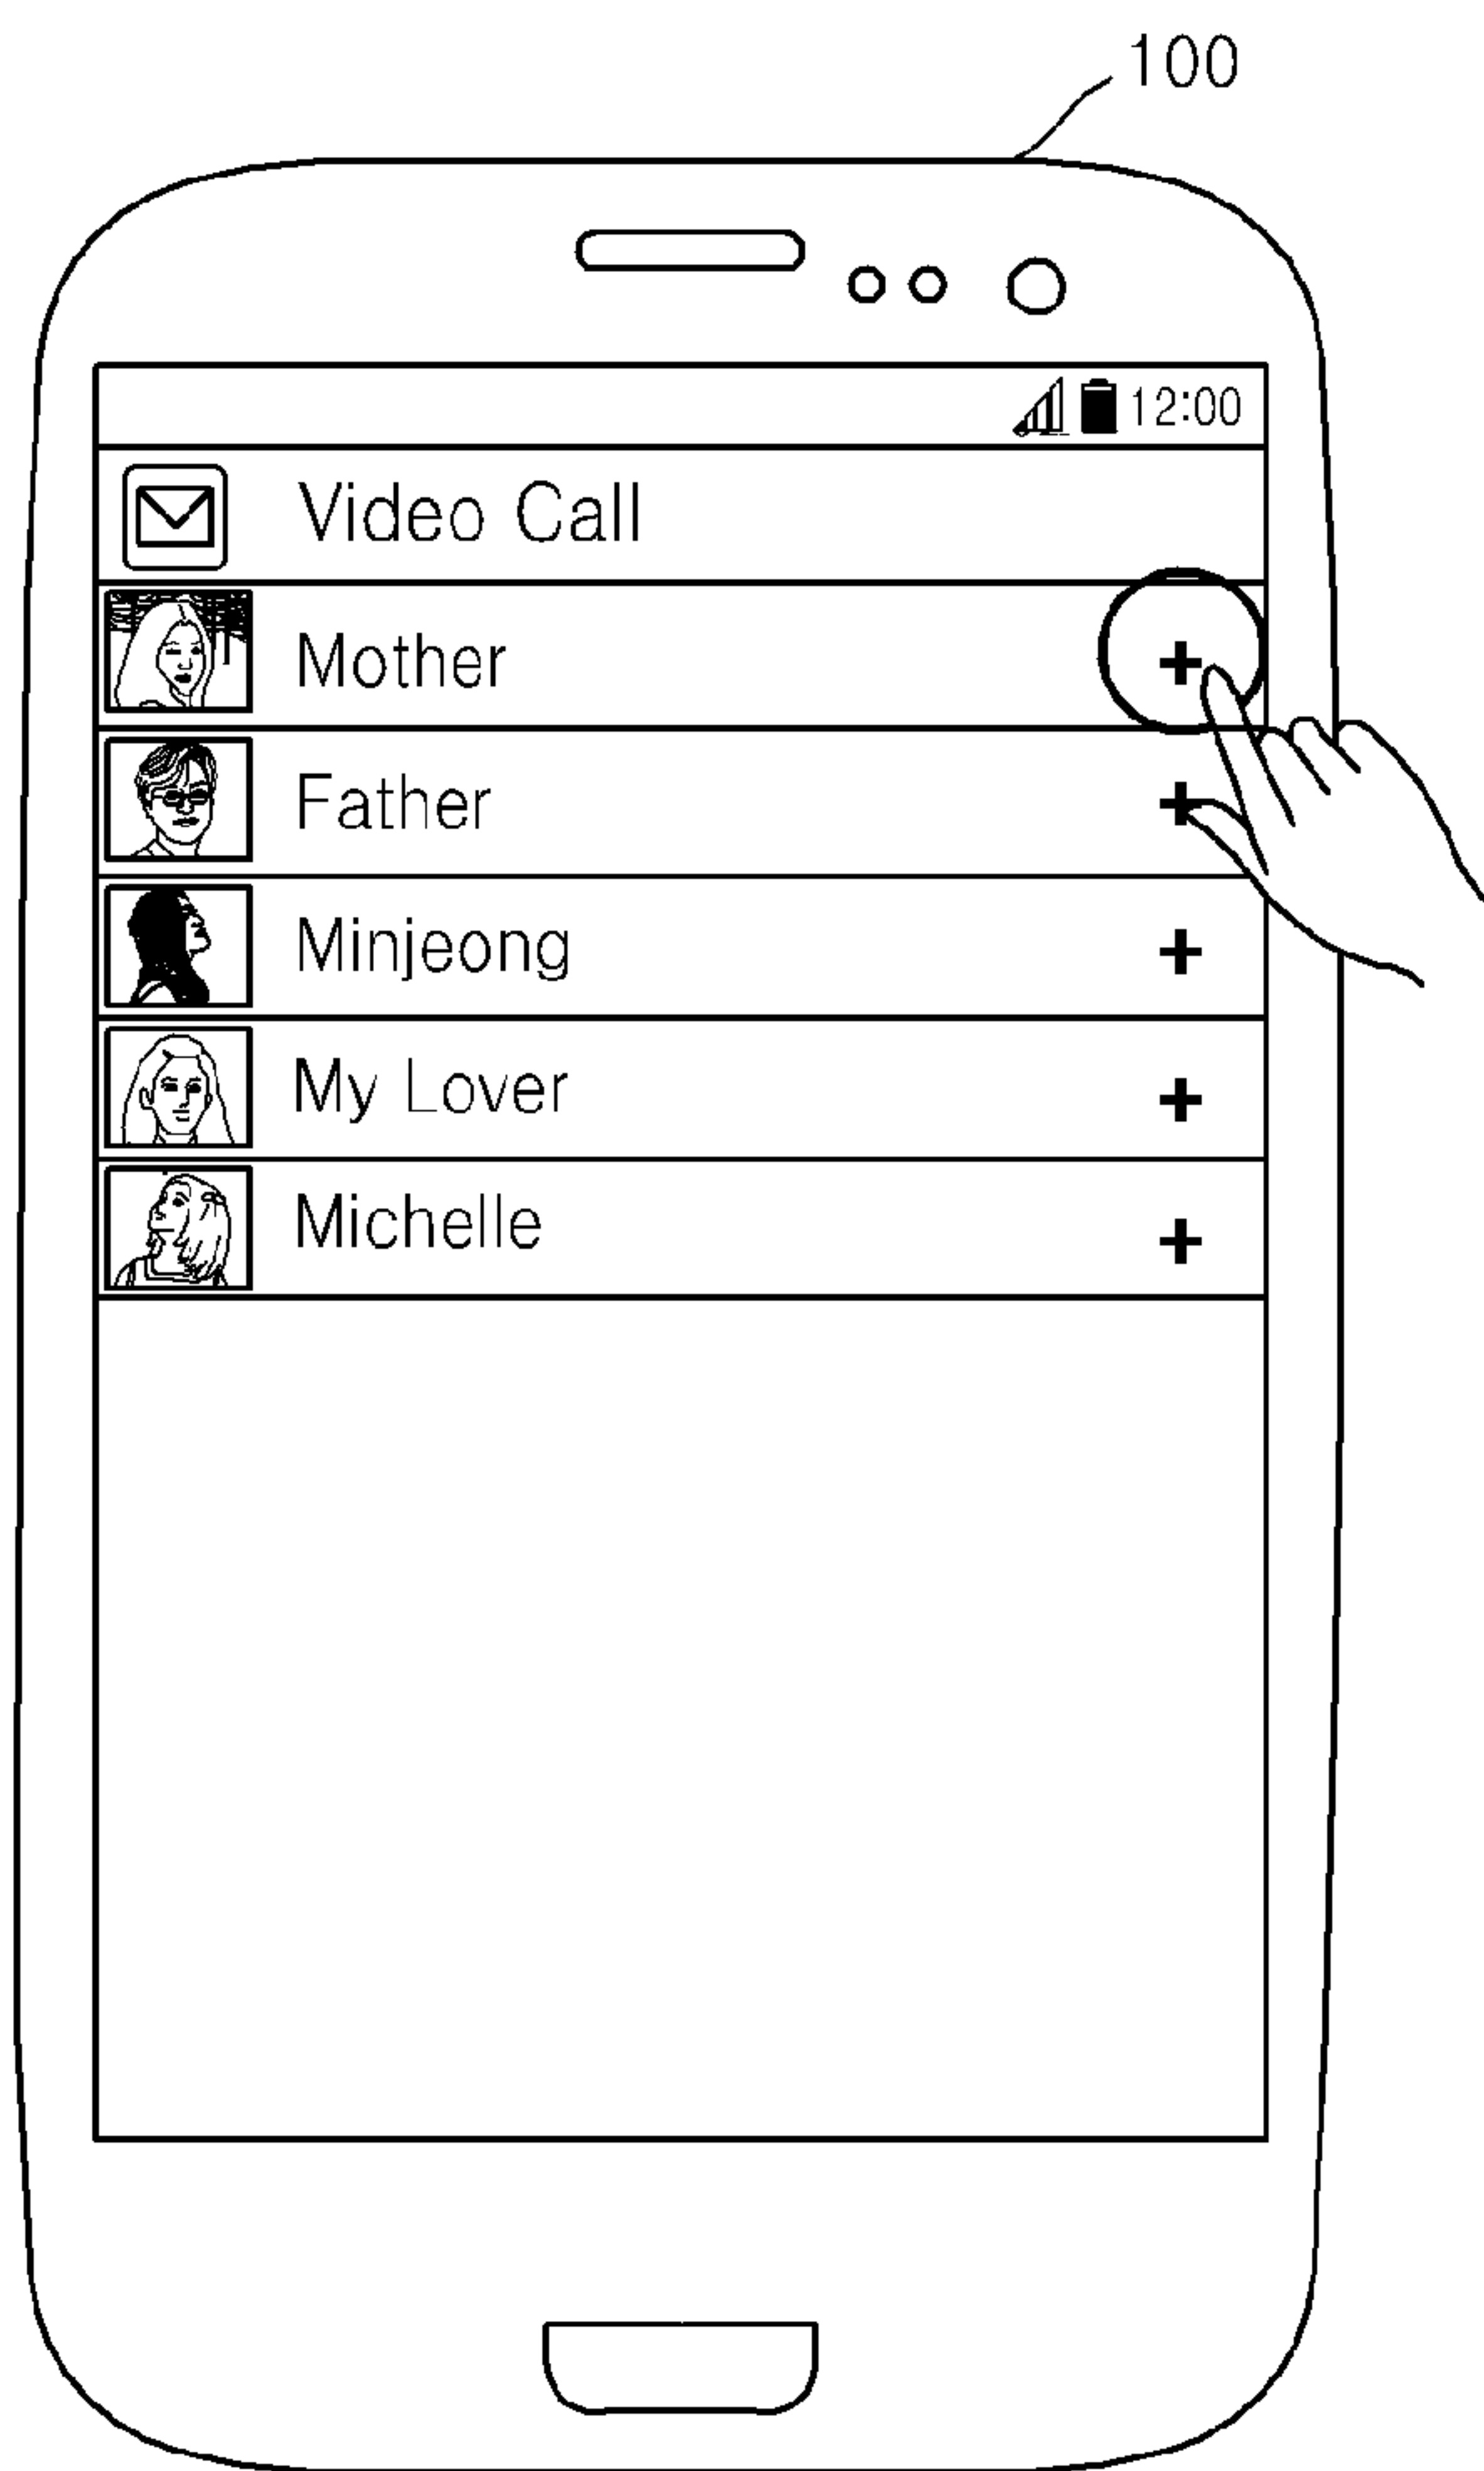 100
12:00
Video Call
Mother +
Father +
Minjeong +
My Lover +
Michelle +